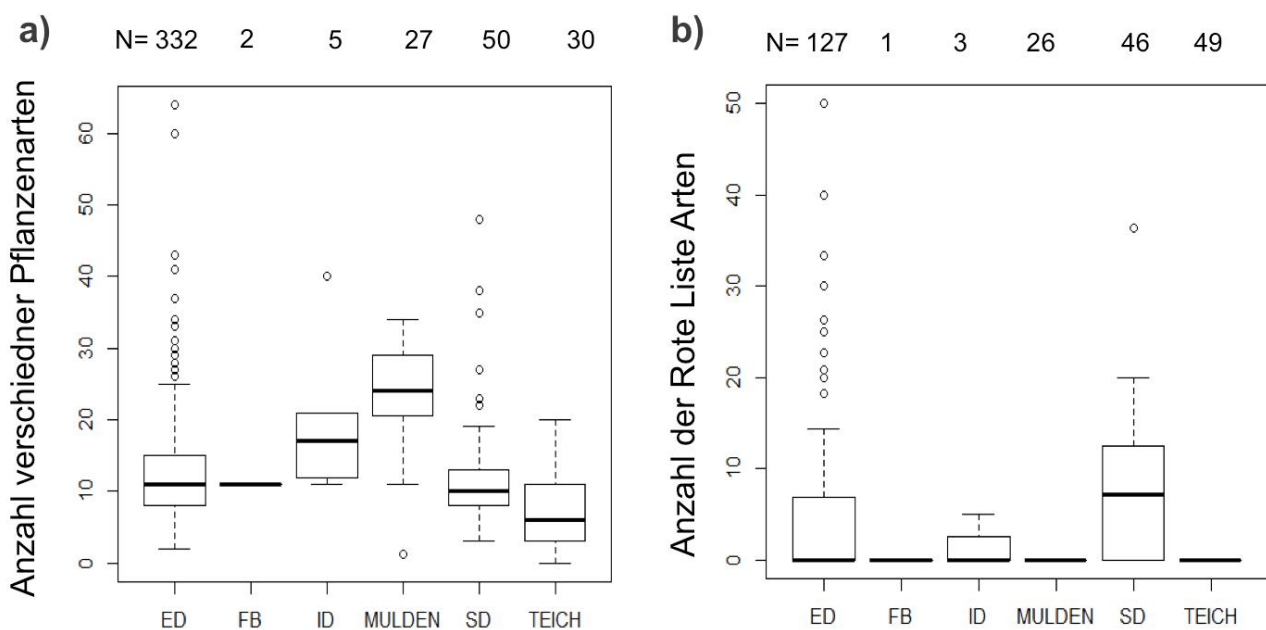 a)
N= 332 2 5 27 50 30
Anzahl verschiedner Pflanzenarten
60
50
40
30
20
10
0
ED FB ID MULDEN SD TEICH
b)
N= 127 1 3 26 46 49
Anzahl der Rote Liste Arten
50
40
30
20
10
0
ED FB ID MULDEN SD TEICH